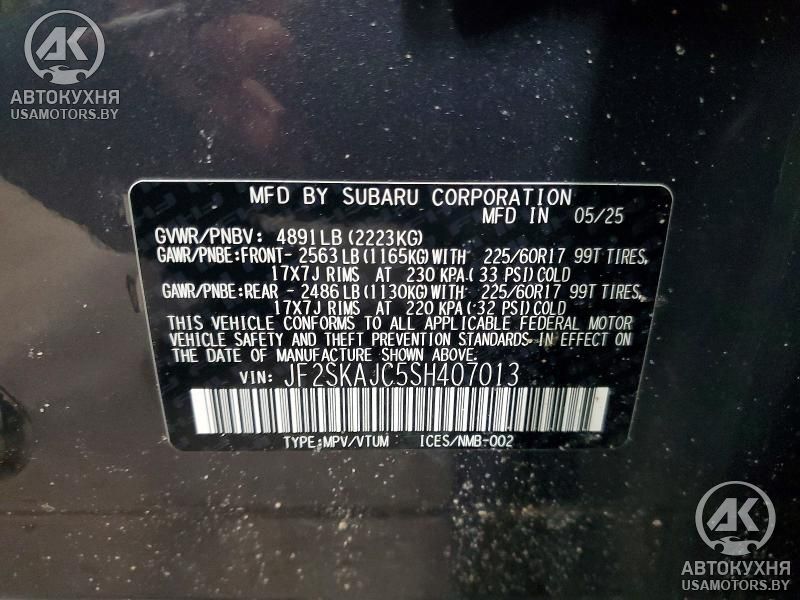 AK
АВТОКУХНЯ
USAMOTORS.BY
MFD BY SUBARU CORPORATION
MFD IN 05/25
GVWR/PNBV: 4891LB (2223KG)
GAWR/PNBE:FRONT- 2563 LB (1165KG) WITH 225/60R17 99T TIRES,
17X7J RIMS AT 230 KPA.( 33 PSI) COLD
GAWR/PNBE:REAR - 2486 LB (1130KG) WITH 225/60R17 99T TIRES,
17X7J RIMS AT 220 KPA.( 32 PSI) COLD
THIS VEHICLE CONFORMS TO ALL APPLICABLE FEDERAL MOTOR
VEHICLE SAFETY AND THEFT PREVENTION STANDARDS IN EFFECT ON
THE DATE OF MANUFACTURE SHOWN ABOVE.
VIN: JF2SKAJC5SH407013
TYPE:MPV/VTUM ICES/NMB-002
AK
АВТОКУХНЯ
USAMOTORS.BY